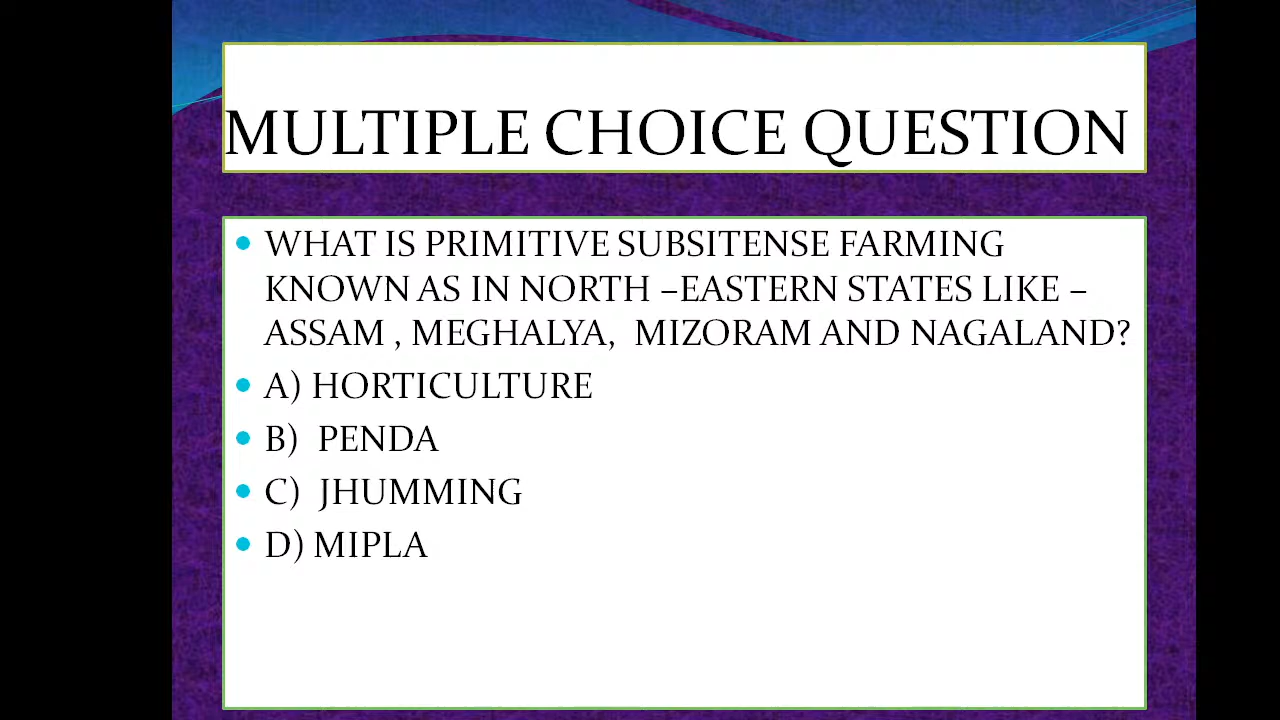 MULTIPLE CHOICE QUESTION
WHAT IS PRIMITIVE SUBSITENSE FARMING
KNOWN AS IN NORTH –EASTERN STATES LIKE –
ASSAM , MEGHALYA,  MIZORAM AND NAGALAND?
A) HORTICULTURE
B)  PENDA
C)  JHUMMING
D) MIPLA